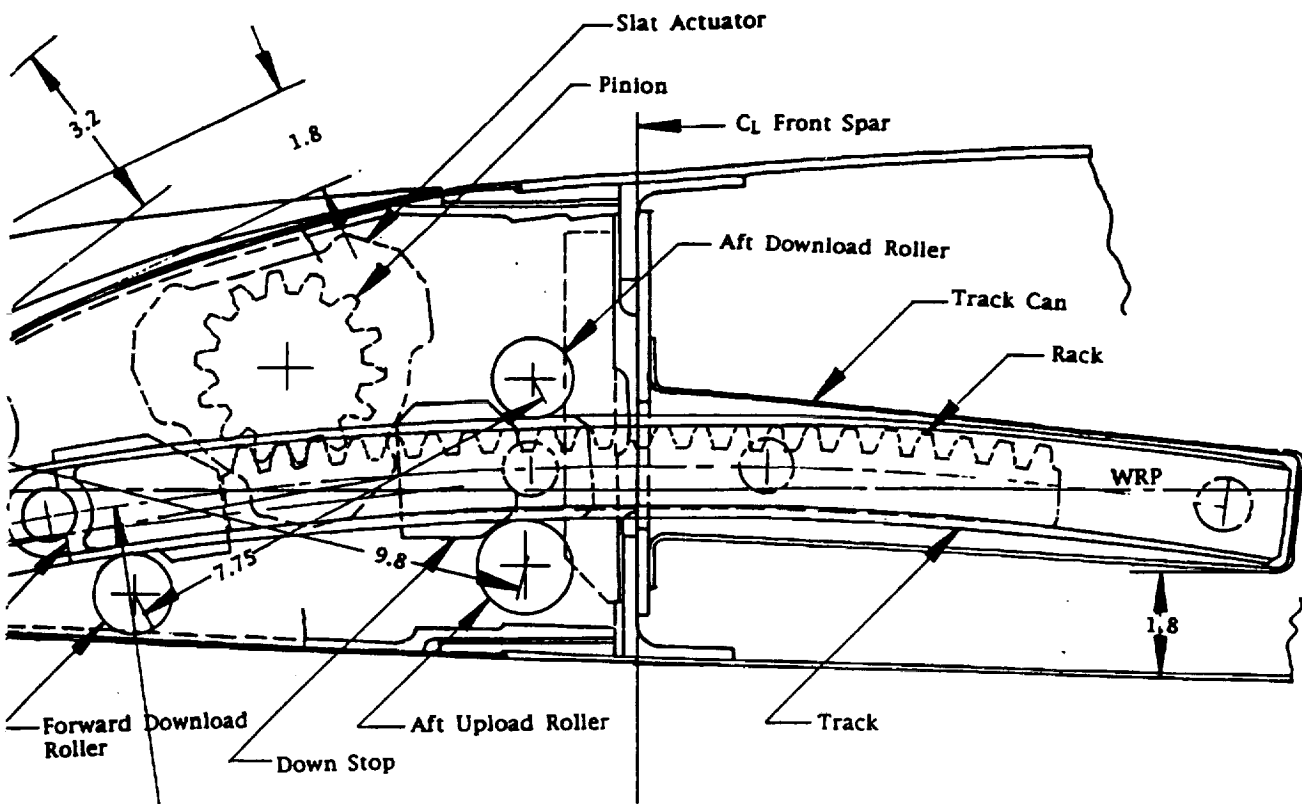 Slat Actuator
Pinion
3.2
1.8
CL Front Spar
Aft Download Roller
Track Can
Rack
WRP
7.75
9.8
1.8
Forward Download
Roller
Aft Upload Roller
Track
Down Stop